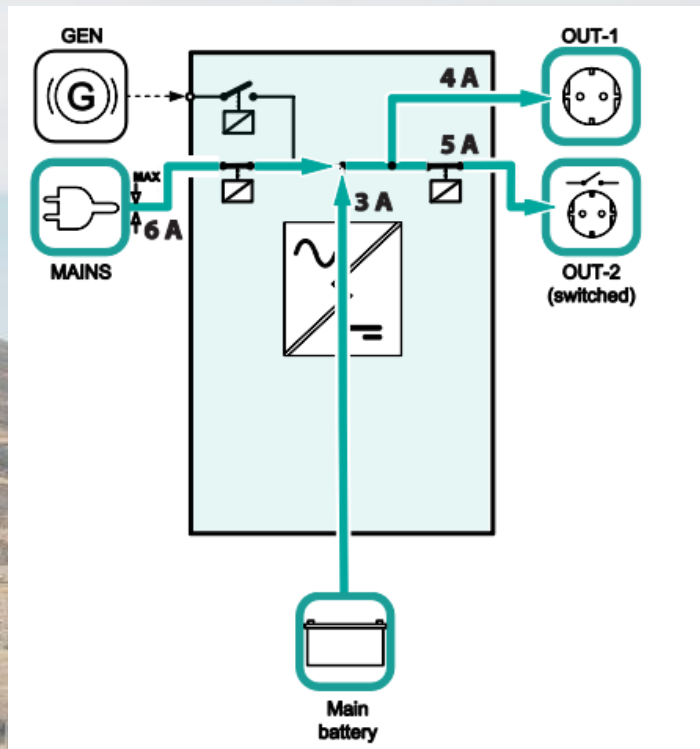 GEN
OUT-1
G
4 A
5 A
MAX
6 A
3 A
MAINS
OUT-2
(switched)
Main
battery